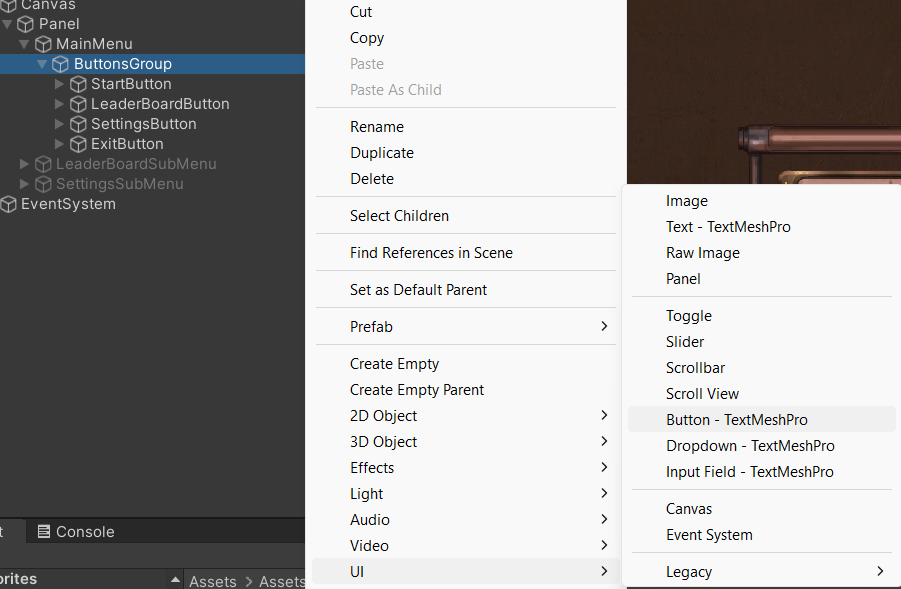 Canvas
Panel
MainMenu
ButtonsGroup
StartButton
LeaderBoardButton
SettingsButton
ExitButton
LeaderBoardSubMenu
SettingsSubMenu
EventSystem
Console
Assets > Assets
Cut
Copy
Paste
Paste As Child
Rename
Duplicate
Delete
Select Children
Find References in Scene
Set as Default Parent
Prefab
Create Empty
Create Empty Parent
2D Object
3D Object
Effects
Light
Audio
Video
UI
Image
Text - TextMeshPro
Raw Image
Panel
Toggle
Slider
Scrollbar
Scroll View
Button - TextMeshPro
Dropdown - TextMeshPro
Input Field - TextMeshPro
Canvas
Event System
Legacy